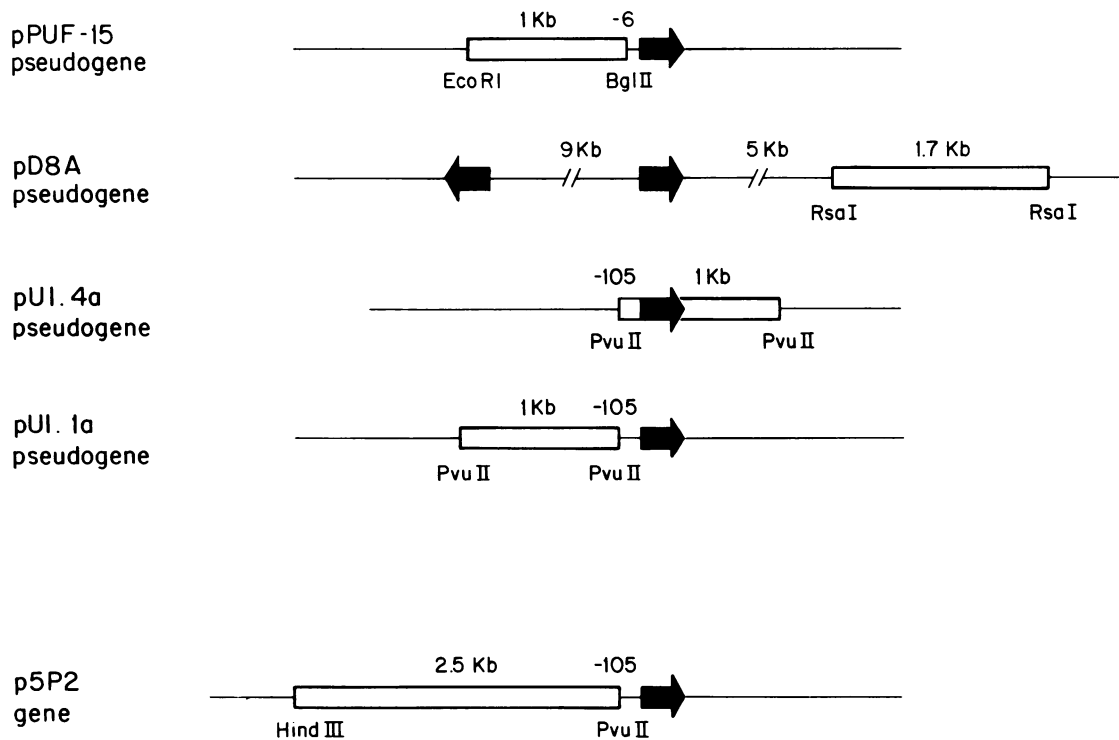 1 Kb -6
pPUF-15
pseudogene
EcoRI BglII
9 Kb 5 Kb 1.7 Kb
pD8A
pseudogene
RsaI RsaI
-105 1 Kb
pUI. 4a
pseudogene
PvuII PvuII
1 Kb -105
pUI. 1a
pseudogene
PvuII PvuII
2.5 Kb -105
p5P2
gene
HindIII PvuII